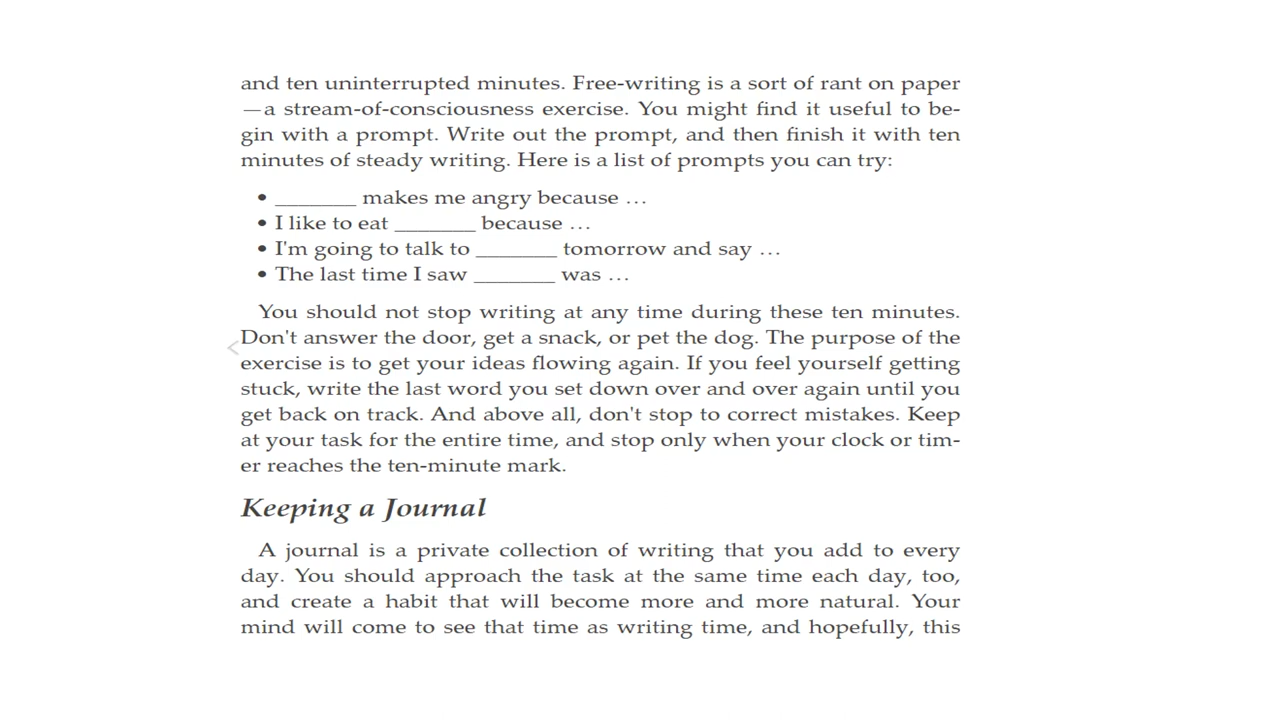 and ten uninterrupted minutes. Free-writing is a sort of rant on paper
—a stream-of-consciousness exercise. You might find it useful to be-
gin with a prompt. Write out the prompt, and then finish it with ten
minutes of steady writing. Here is a list of prompts you can try:
• ________ makes me angry because …
• I like to eat ________ because …
• I'm going to talk to ________ tomorrow and say …
• The last time I saw ________ was …
You should not stop writing at any time during these ten minutes.
Don't answer the door, get a snack, or pet the dog. The purpose of the
exercise is to get your ideas flowing again. If you feel yourself getting
stuck, write the last word you set down over and over again until you
get back on track. And above all, don't stop to correct mistakes. Keep
at your task for the entire time, and stop only when your clock or tim-
er reaches the ten-minute mark.
Keeping a Journal
A journal is a private collection of writing that you add to every
day. You should approach the task at the same time each day, too,
and create a habit that will become more and more natural. Your
mind will come to see that time as writing time, and hopefully, this